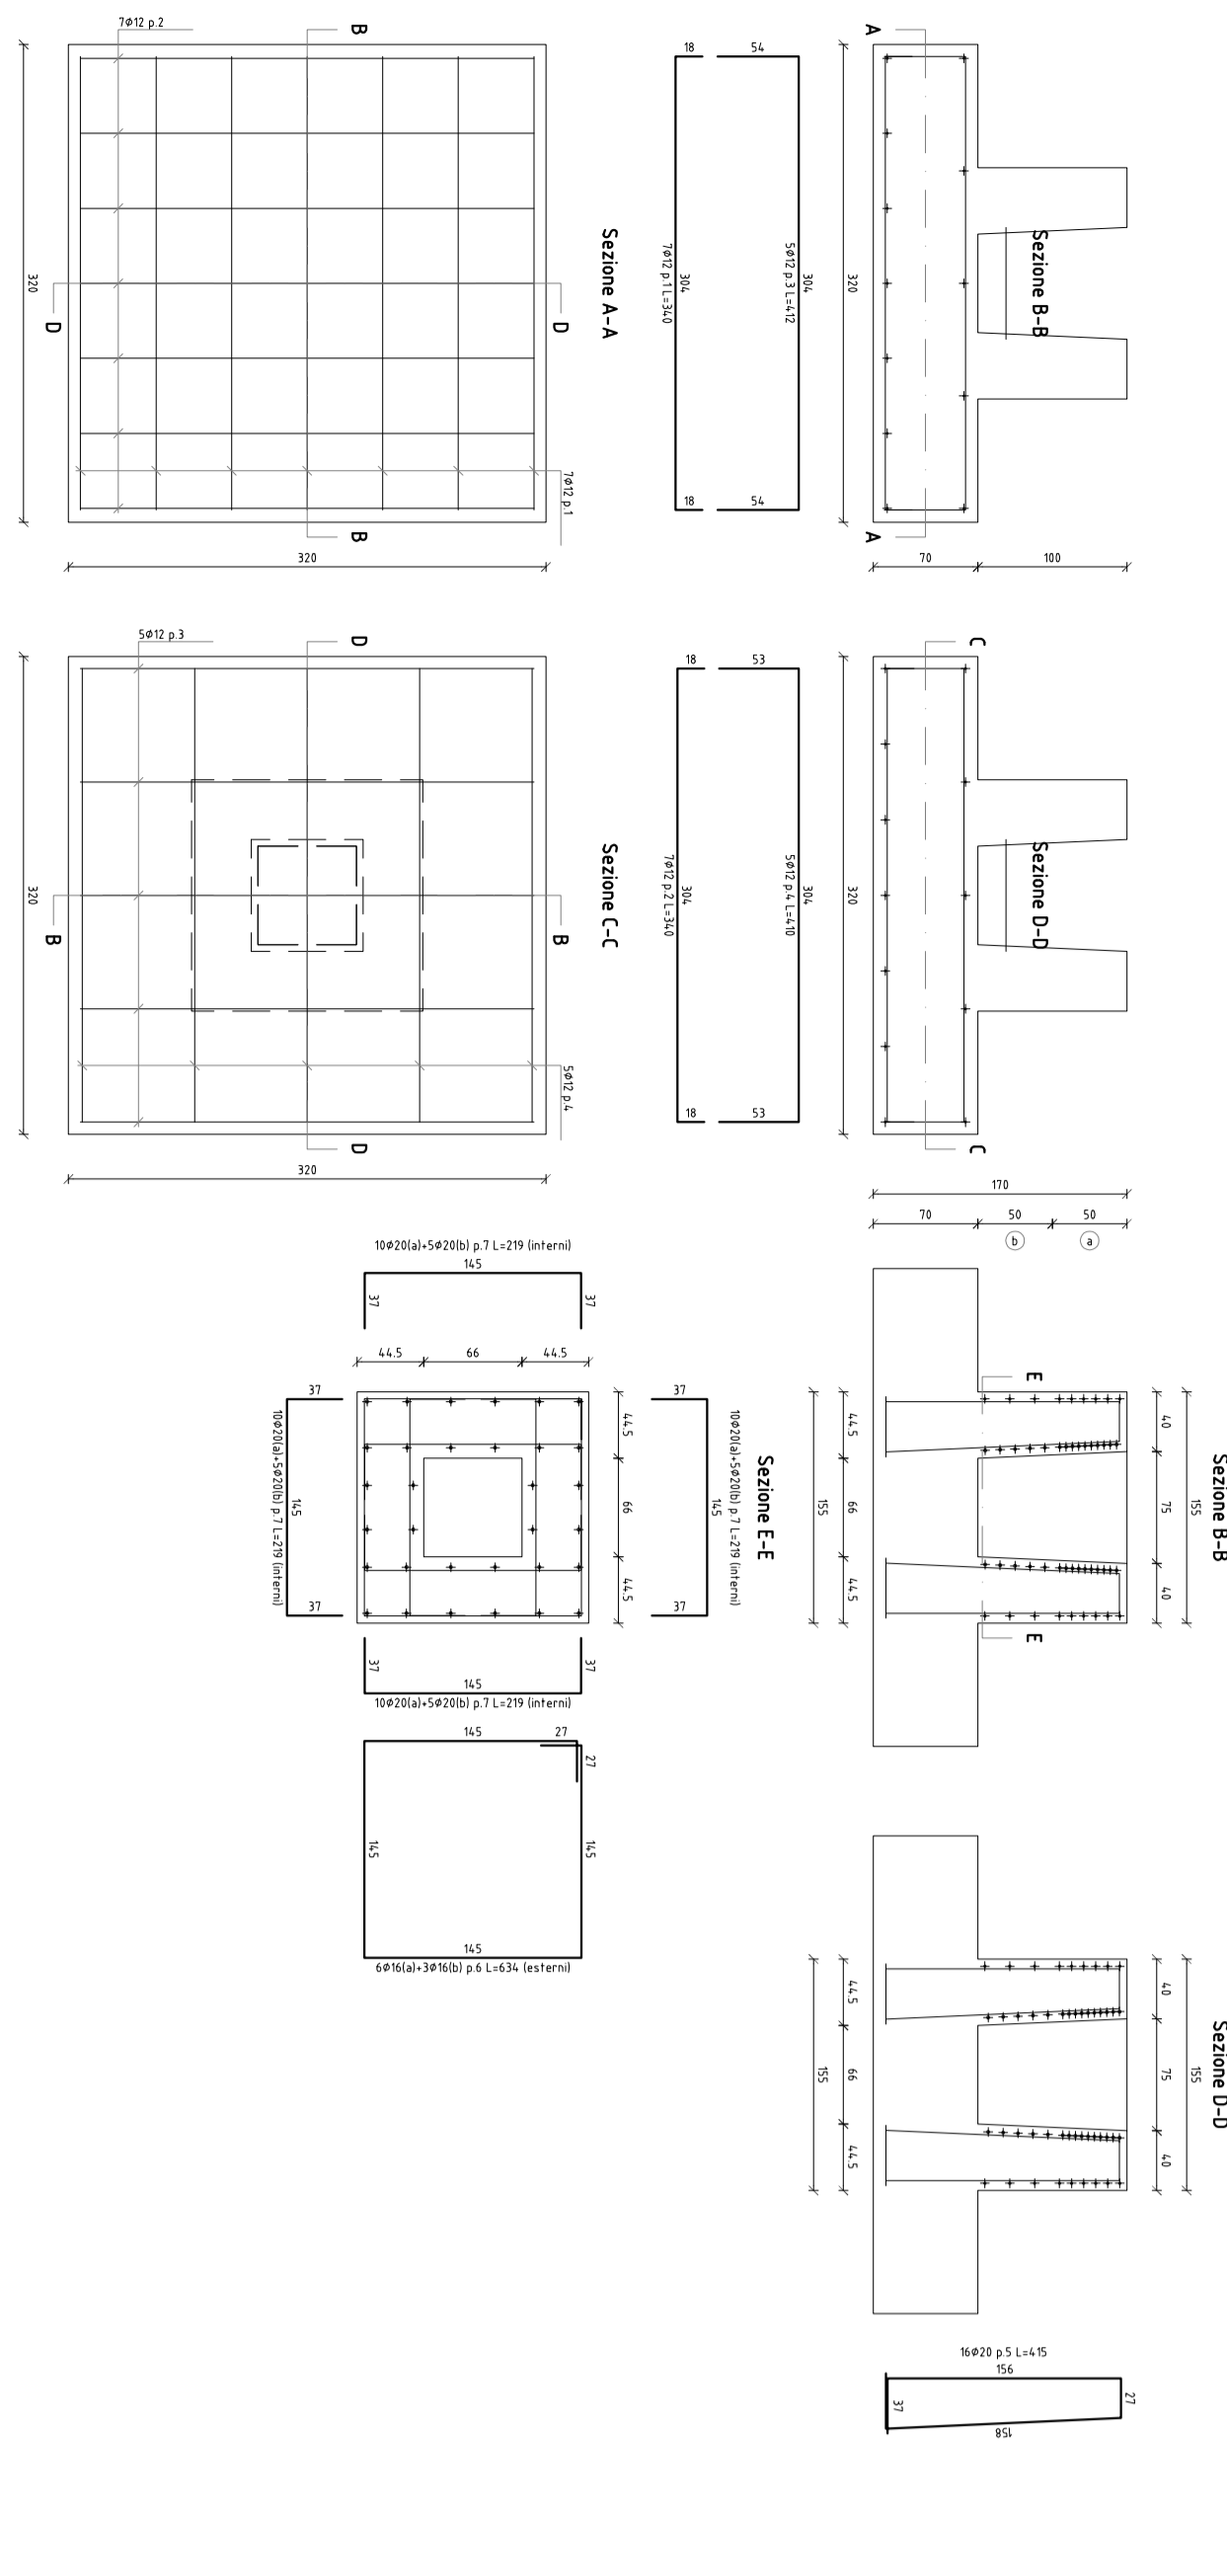 Sezione B-B
A
A
320
70
100
5Ø12 p.3 L=412
304
54
54
7Ø12 p.1 L=340
304
18
18
Sezione A-A
7Ø12 p.2
7Ø12 p.1
B
B
D
D
320
320
Sezione D-D
C
C
320
5Ø12 p.4 L=410
304
53
53
7Ø12 p.2 L=340
304
18
18
Sezione C-C
5Ø12 p.3
5Ø12 p.4
D
D
B
B
320
320
Sezione B-B
155
40
75
40
170
70
50
50
b
a
E
E
44.5
66
44.5
155
Sezione E-E
10Ø20(a)+5Ø20(b) p.7 L=219 (interni)
145
37
37
10Ø20(a)+5Ø20(b) p.7 L=219 (interni)
145
37
37
44.5
66
44.5
44.5
66
44.5
10Ø20(a)+5Ø20(b) p.7 L=219 (interni)
145
37
37
10Ø20(a)+5Ø20(b) p.7 L=219 (interni)
145
37
37
145
27
27
145
145
145
6Ø16(a)+3Ø16(b) p.6 L=634 (esterni)
Sezione D-D
155
40
75
40
44.5
66
44.5
155
16Ø20 p.5 L=415
156
27
37
158